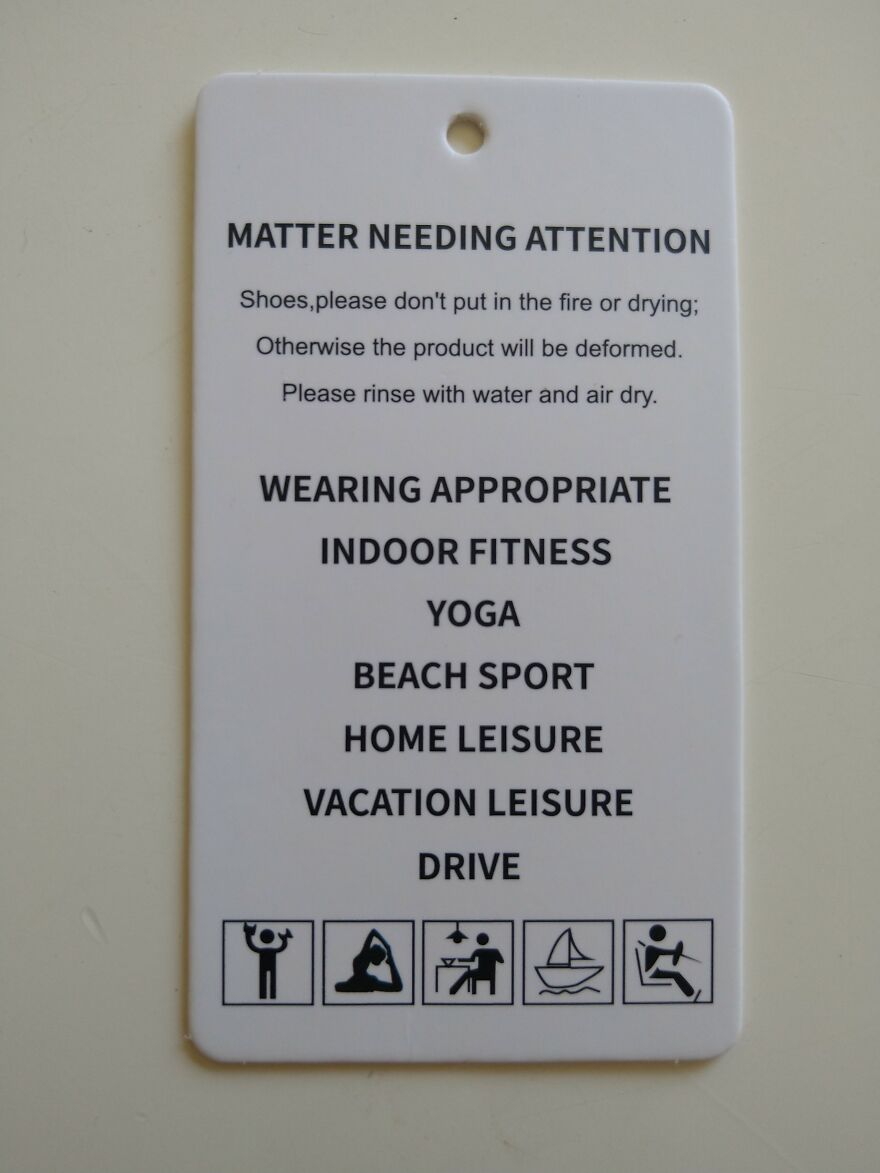 MATTER NEEDING ATTENTION
Shoes,please don't put in the fire or drying;
Otherwise the product will be deformed.
Please rinse with water and air dry.
WEARING APPROPRIATE
INDOOR FITNESS
YOGA
BEACH SPORT
HOME LEISURE
VACATION LEISURE
DRIVE